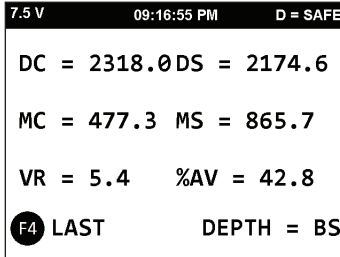 7.5 V 09:16:55 PM D = SAFE
DC = 2318.0 DS = 2174.6
MC = 477.3 MS = 865.7
VR = 5.4 %AV = 42.8
F4 LAST DEPTH = BS